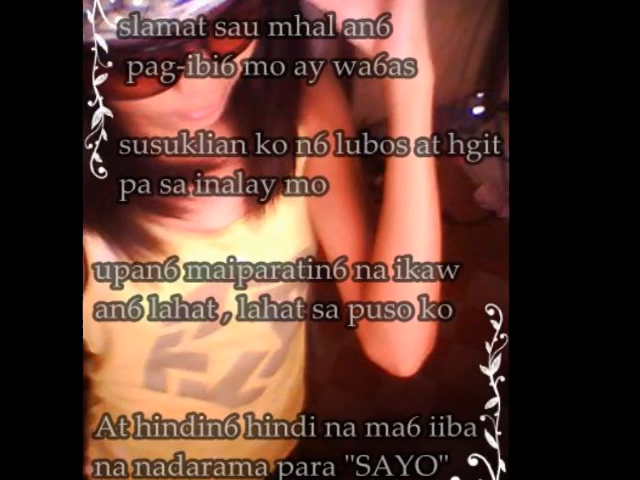 slamat sau mhal an6
pag-ibi6 mo ay wa6as
susuklian ko n6 lubos at hgit
pa sa inalay mo
upan6 maiparatin6 na ikaw
an6 lahat , lahat sa puso ko
At hindin6 hindi na ma6 iiba
na nadarama para "SAYO"